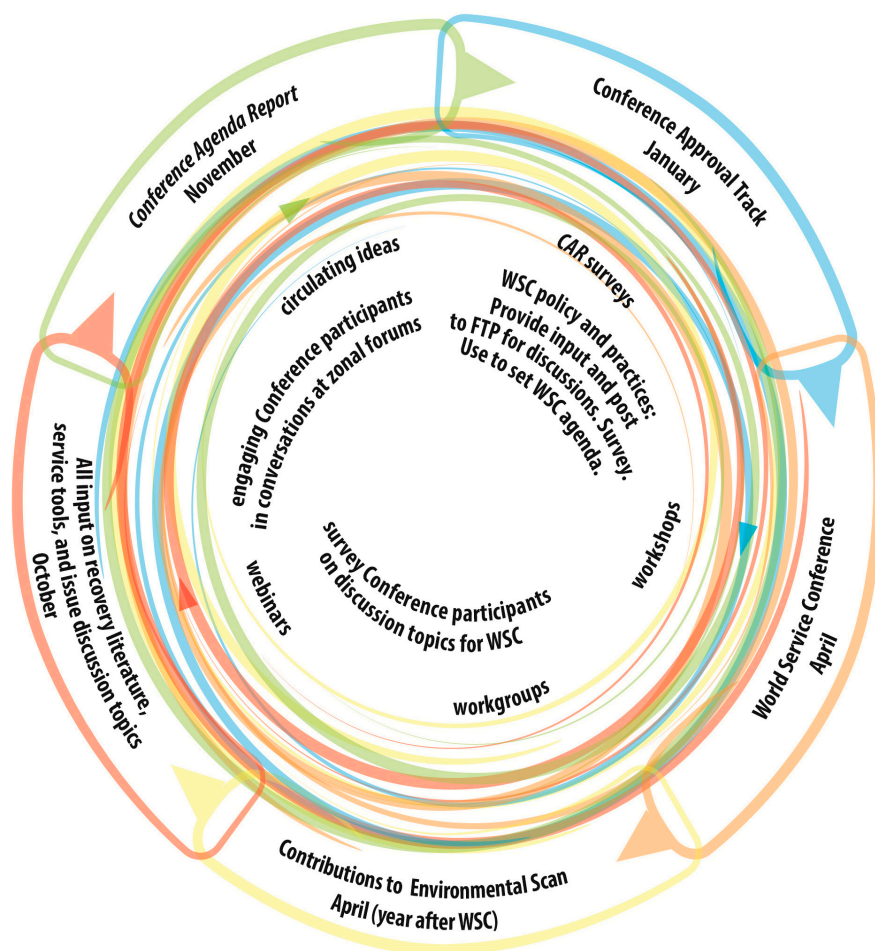 Conference Agenda Report
November
Conference Approval Track
January
World Service Conference
April
Contributions to Environmental Scan
April (year after WSC)
All input on recovery literature,
service tools, and issue discussion topics
October
circulating ideas
engaging Conference participants
in conversations at zonal forums
CAR surveys
WSC policy and practices:
Provide input and post
to FTP for discussions. Survey.
Use to set WSC agenda.
workshops
survey Conference participants
on discussion topics for WSC
webinars
workgroups